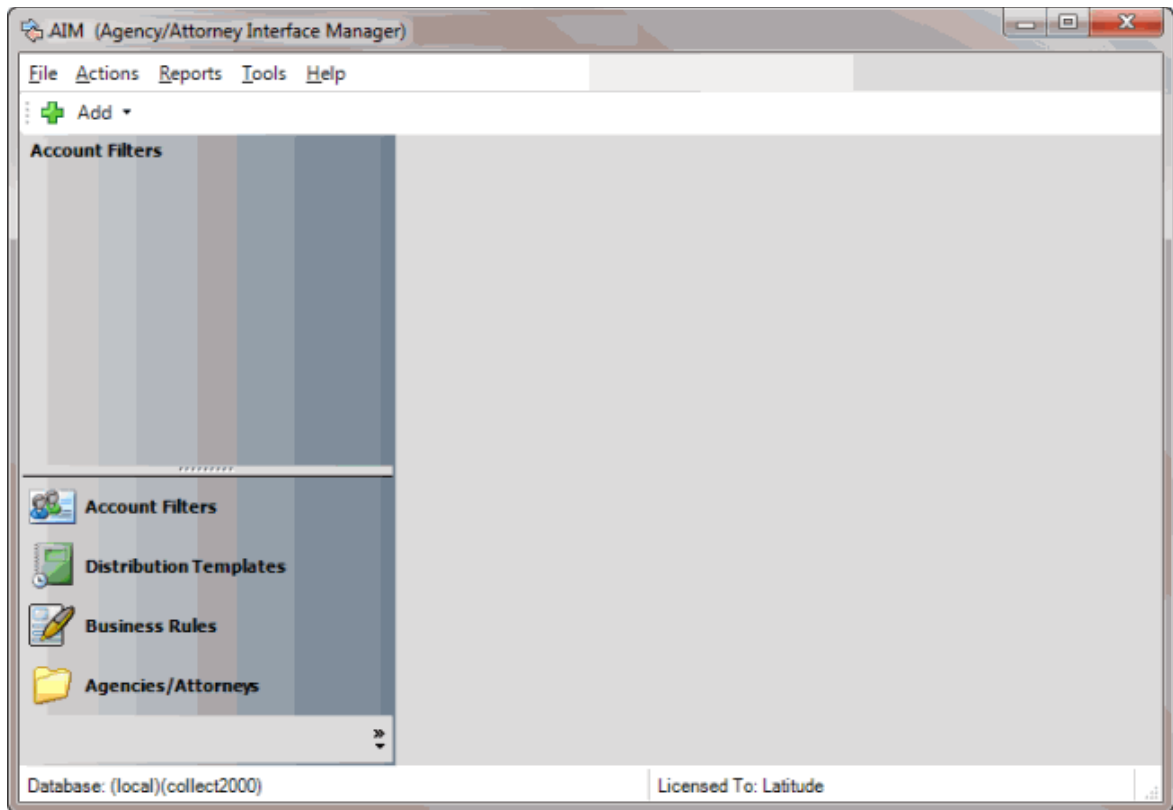 AIM (Agency/Attorney Interface Manager)
File Actions Reports Tools Help
Add
Account Filters
Account Filters
Distribution Templates
Business Rules
Agencies/Attorneys
Database: (local)(collect2000) Licensed To: Latitude